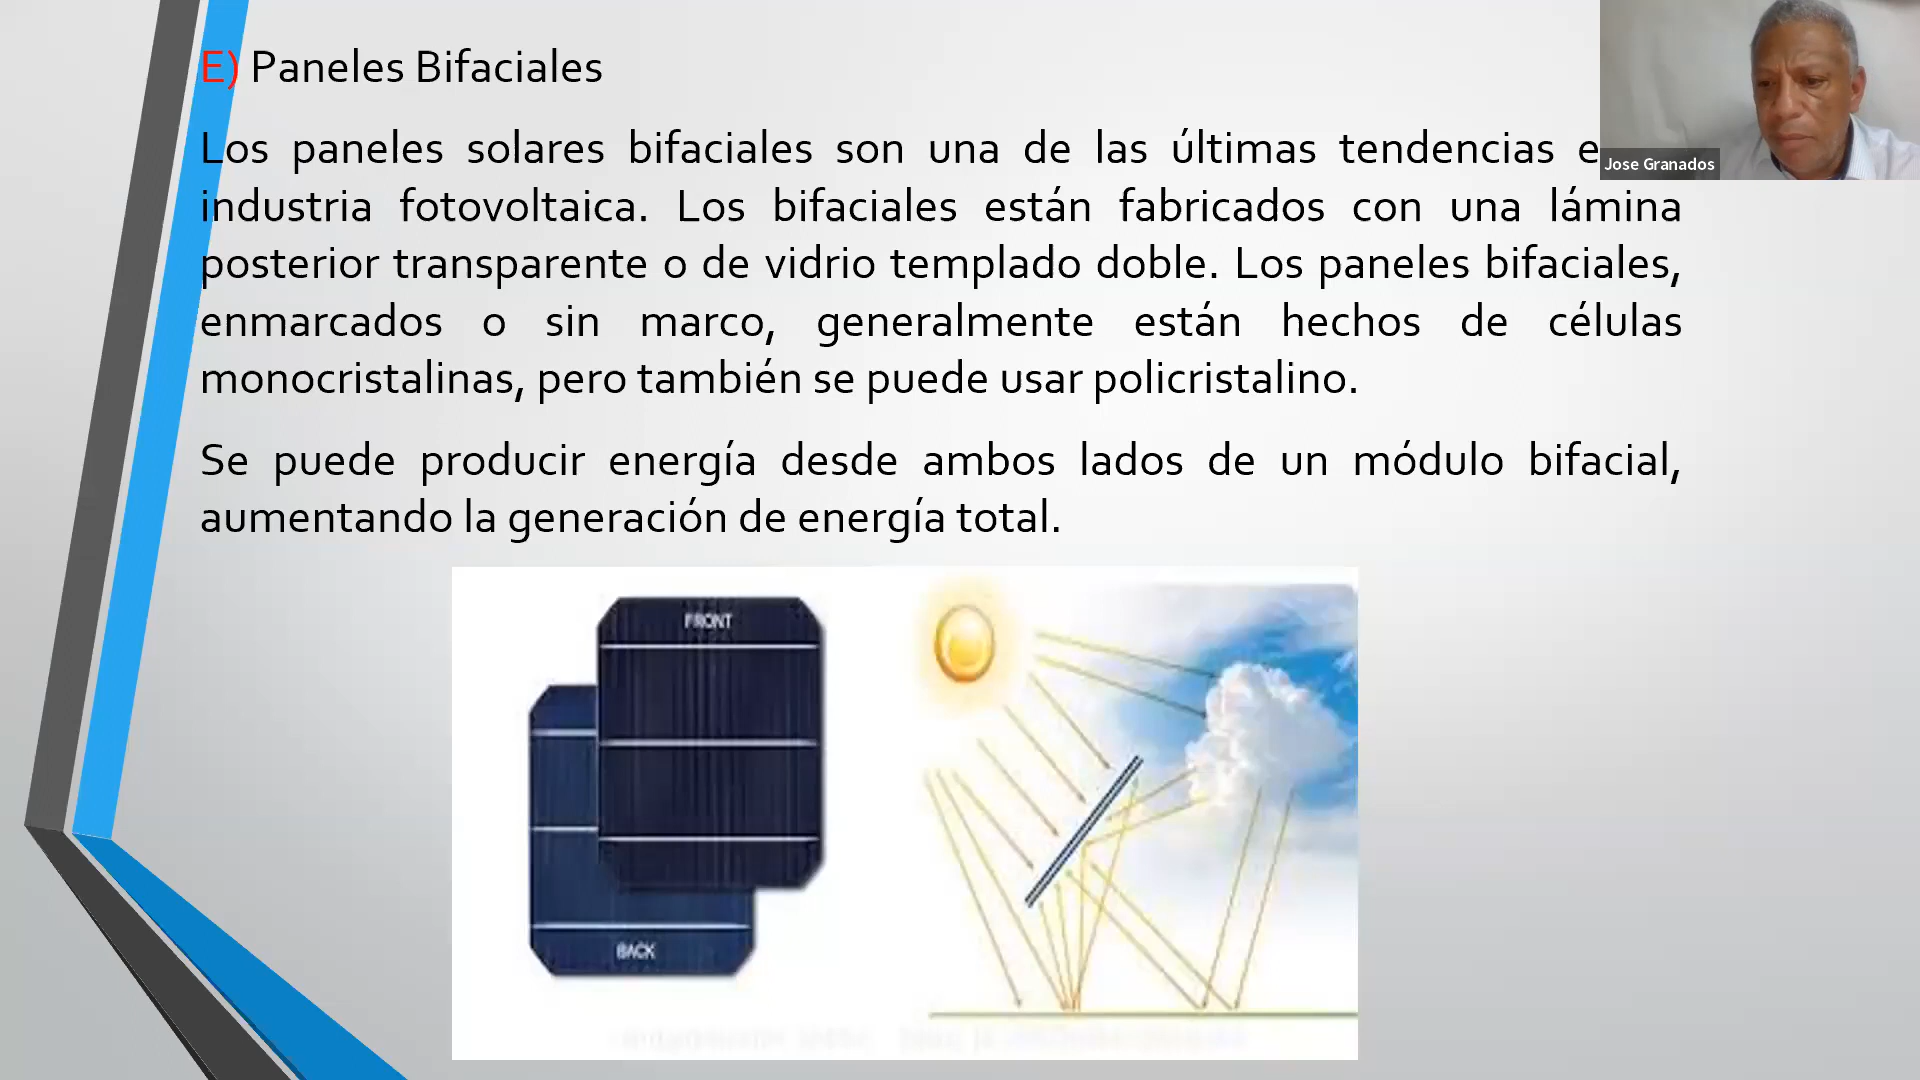 E) Paneles Bifaciales
Los paneles solares bifaciales son una de las últimas tendencias e
Jose Granados
industria fotovoltaica. Los bifaciales están fabricados con una lámina
posterior transparente o de vidrio templado doble. Los paneles bifaciales,
enmarcados o sin marco, generalmente están hechos de células
monocristalinas, pero también se puede usar policristalino.
Se puede producir energía desde ambos lados de un módulo bifacial,
aumentando la generación de energía total.
FRONT
BACK